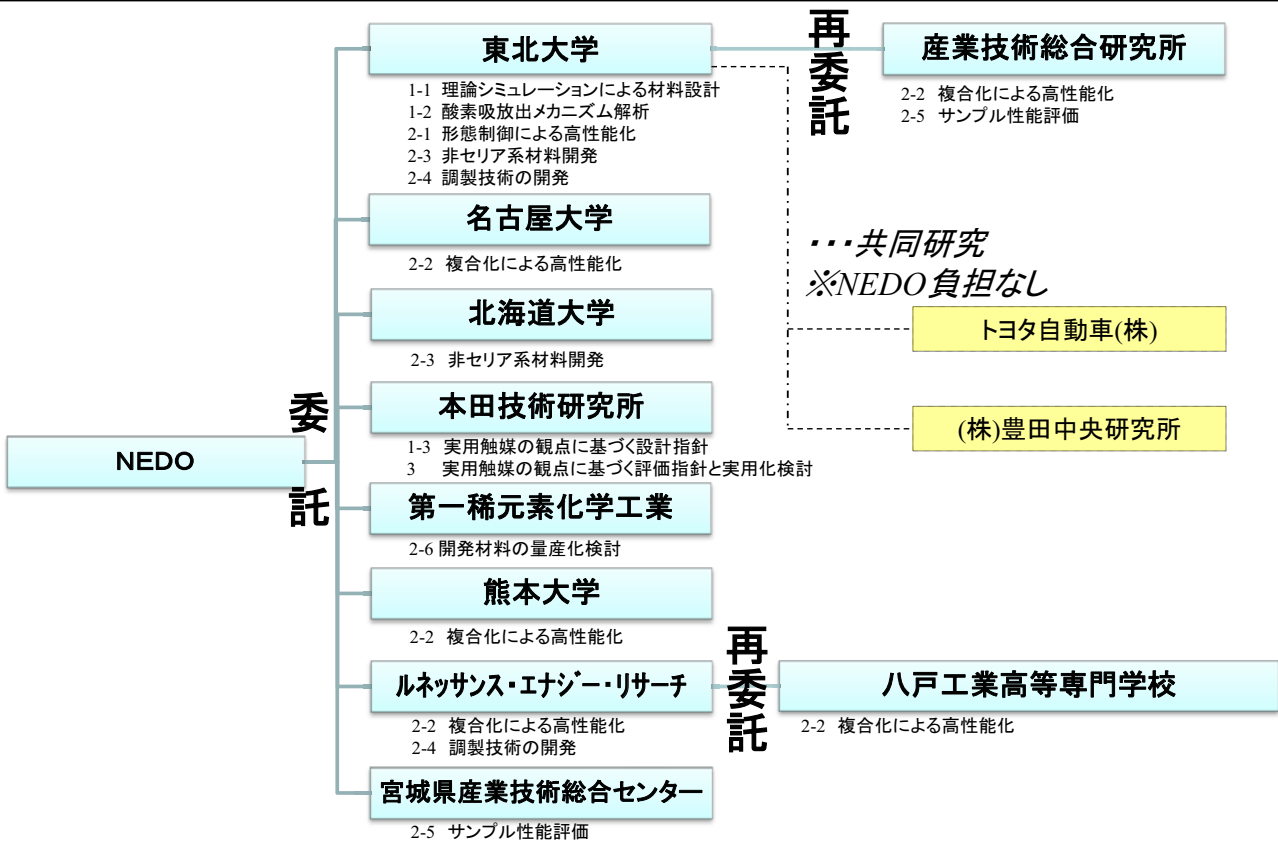 東北大学
1-1 理論シミュレーションによる材料設計
1-2 酸素吸放出メカニズム解析
2-1 形態制御による高性能化
2-3 非セリア系材料開発
2-4 調製技術の開発
再委託
産業技術総合研究所
2-2 複合化による高性能化
2-5 サンプル性能評価
名古屋大学
2-2 複合化による高性能化
・・・共同研究
※NEDO負担なし
トヨタ自動車(株)
(株)豊田中央研究所
北海道大学
2-3 非セリア系材料開発
NEDO
委託
本田技術研究所
1-3 実用触媒の観点に基づく設計指針
3 実用触媒の観点に基づく評価指針と実用化検討
第一稀元素化学工業
2-6 開発材料の量産化検討
熊本大学
2-2 複合化による高性能化
ルネッサンス・エナジー・リサーチ
2-2 複合化による高性能化
2-4 調製技術の開発
再委託
八戸工業高等専門学校
2-2 複合化による高性能化
宮城県産業技術総合センター
2-5 サンプル性能評価